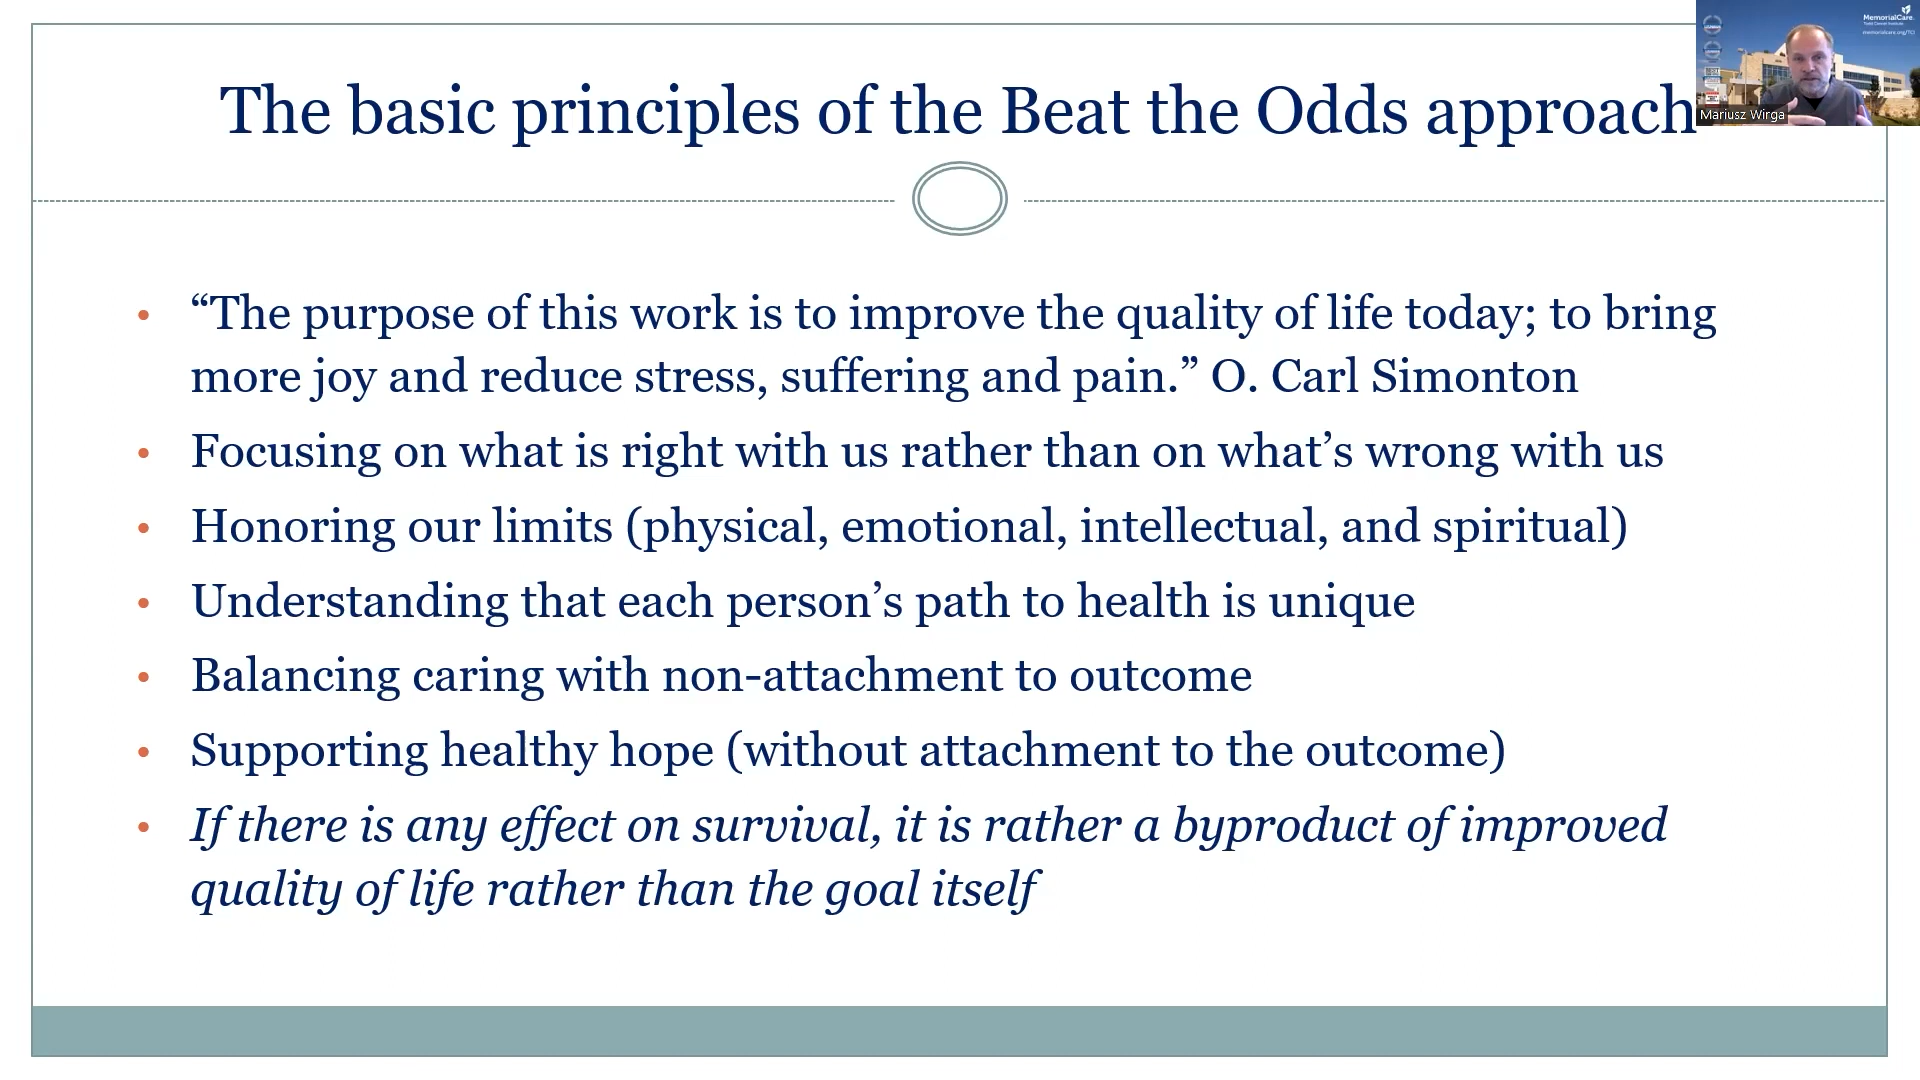 The basic principles of the Beat the Odds approach
MemorialCare
memorialcare.org/TCI
Mariusz Wirga
“The purpose of this work is to improve the quality of life today; to bring
more joy and reduce stress, suffering and pain.” O. Carl Simonton
Focusing on what is right with us rather than on what’s wrong with us
Honoring our limits (physical, emotional, intellectual, and spiritual)
Understanding that each person’s path to health is unique
Balancing caring with non-attachment to outcome
Supporting healthy hope (without attachment to the outcome)
If there is any effect on survival, it is rather a byproduct of improved
quality of life rather than the goal itself